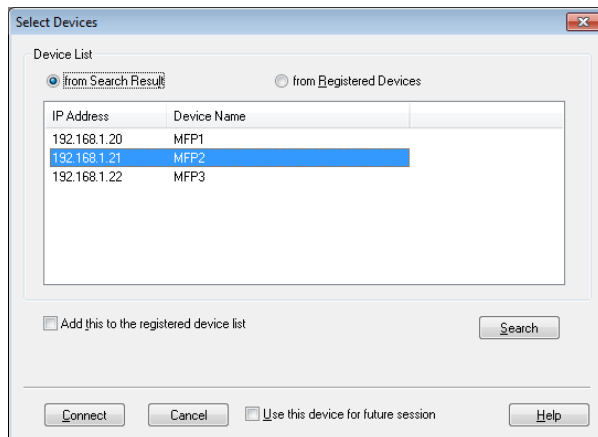 Select Devices
Device List
from Search Result
from Registered Devices
IP Address Device Name
192.168.1.20 MFP1
192.168.1.21 MFP2
192.168.1.22 MFP3
Add this to the registered device list
Search
Connect Cancel Use this device for future session Help